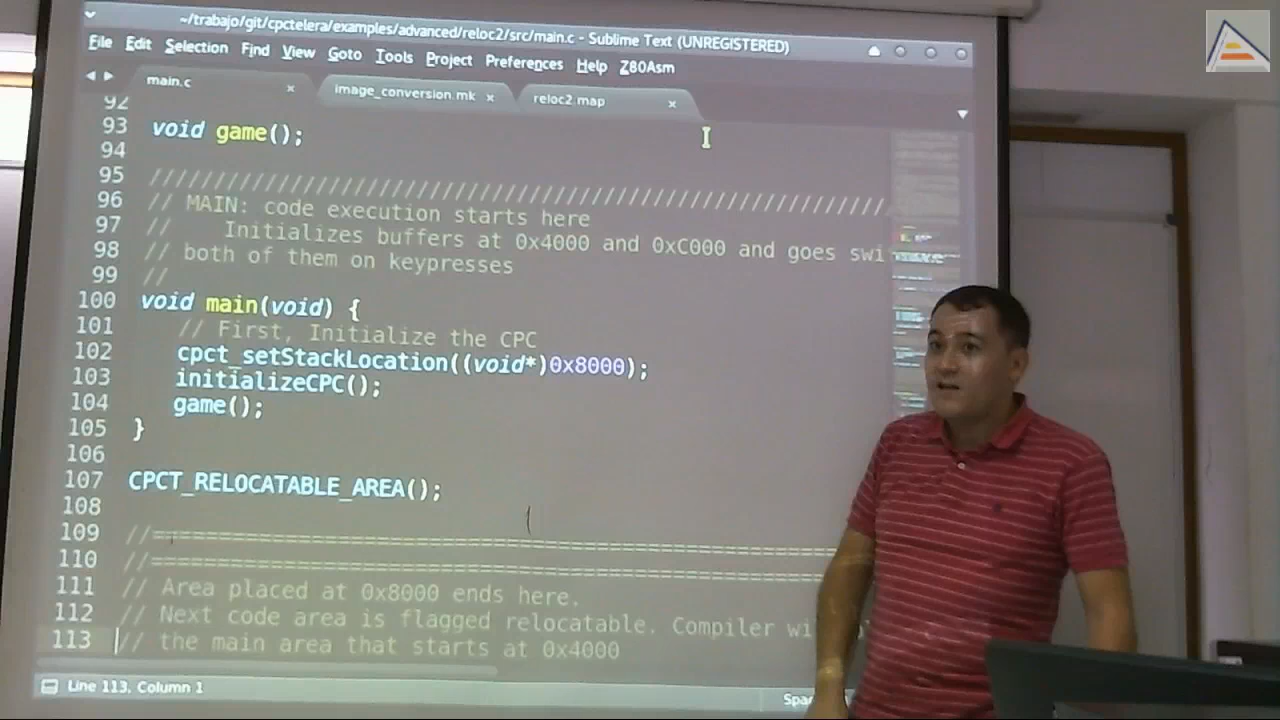 ~/trabajo/git/cpctelera/examples/advanced/reloc2/src/main.c - Sublime Text (UNREGISTERED)
File Edit Selection Find View Goto Tools Project Preferences Help Z80Asm
main.c × image_conversion.mk × reloc2.map ×
92
93 void game();
94
95 //////////////////////////////////////////////////////////
96 // MAIN: code execution starts here
97 //    Initializes buffers at 0x4000 and 0xC000 and goes swi
98 // both of them on keypresses
99 //
100 void main(void) {
101    // First, Initialize the CPC
102    cpct_setStackLocation((void*)0x8000);
103    initializeCPC();
104    game();
105 }
106
107 CPCT_RELOCATABLE_AREA();
108
109 //=======================================================
110 //=======================================================
111 // Area placed at 0x8000 ends here.
112 // Next code area is flagged relocatable. Compiler wi
113 // the main area that starts at 0x4000
Line 113, Column 1
Spa